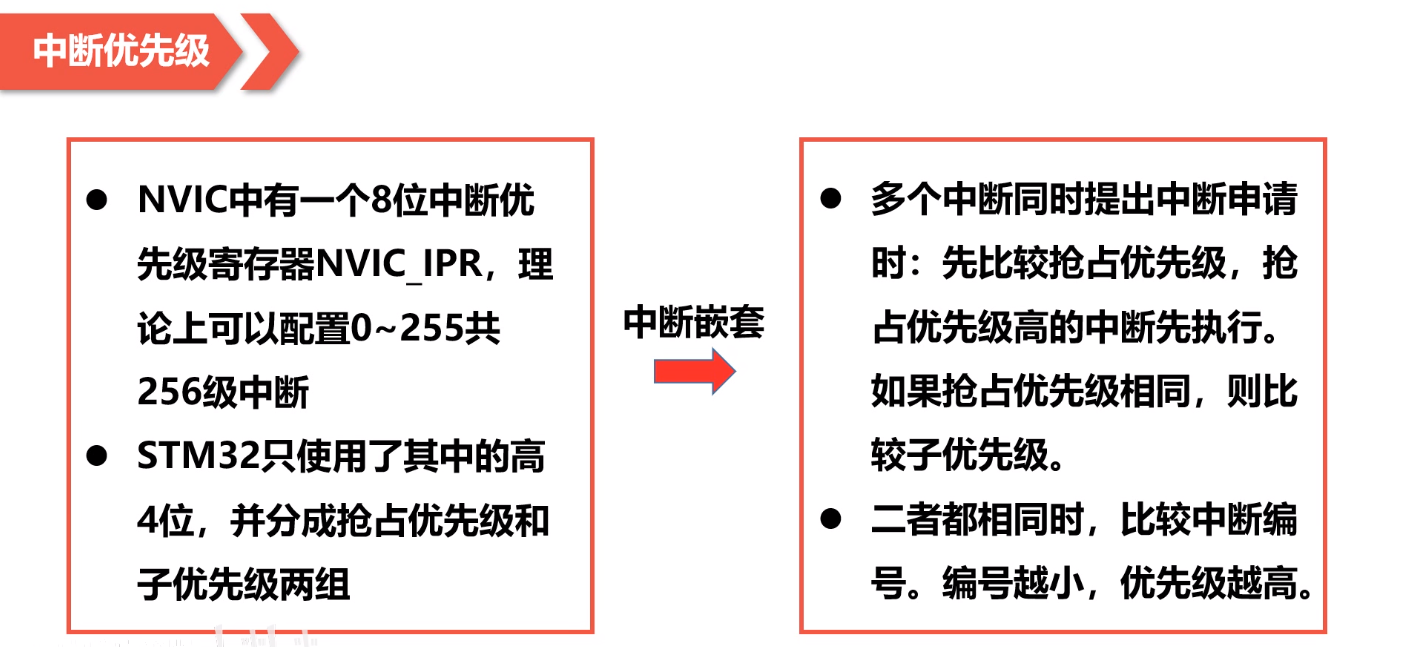 中断优先级
● NVIC中有一个8位中断优
先级寄存器NVIC_IPR，理
论上可以配置0~255共
256级中断
● STM32只使用了其中的高
4位，并分成抢占优先级和
子优先级两组
中断嵌套
● 多个中断同时提出中断申请
时：先比较抢占优先级，抢
占优先级高的中断先执行。
如果抢占优先级相同，则比
较子优先级。
● 二者都相同时，比较中断编
号。编号越小，优先级越高。